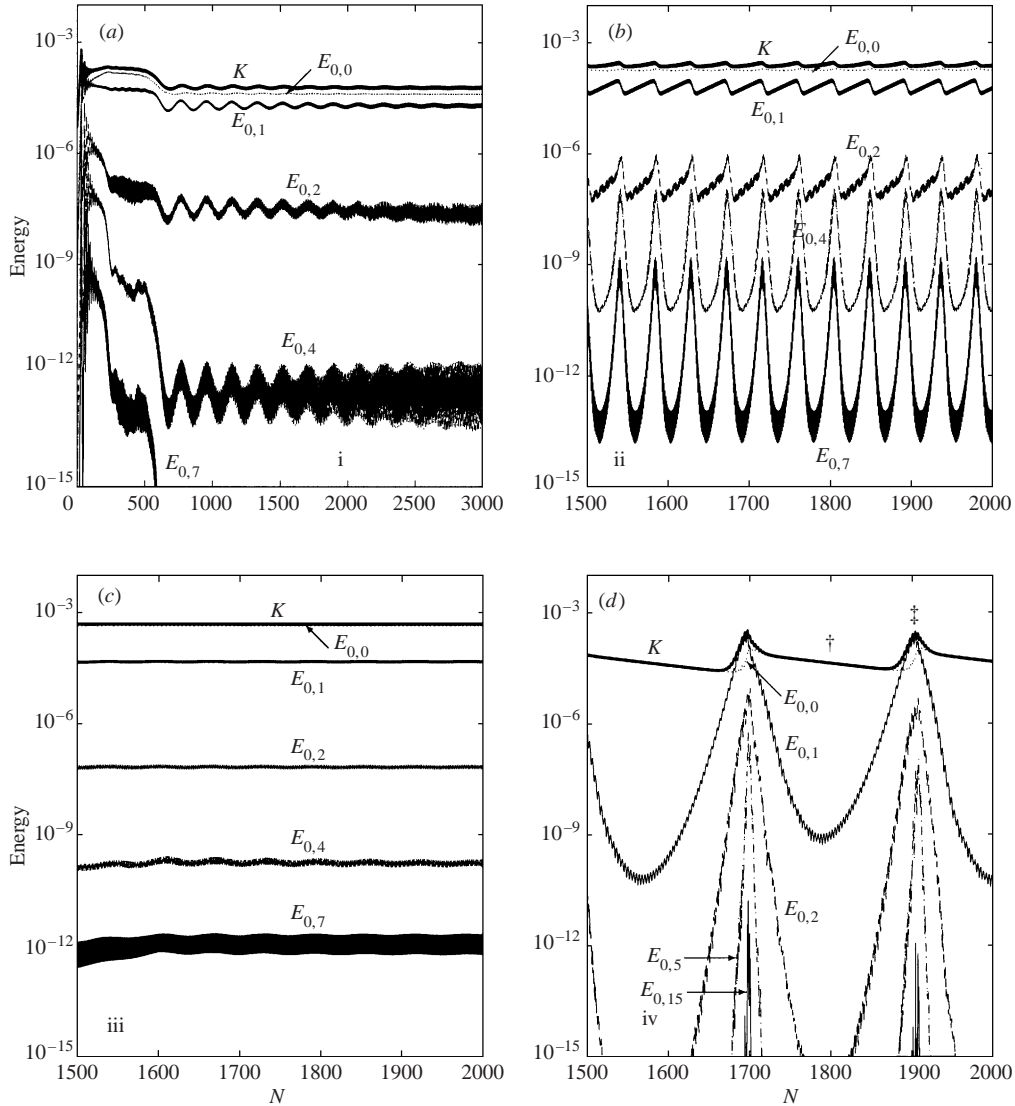 (a)
10⁻³
10⁻⁶
10⁻⁹
10⁻¹²
10⁻¹⁵
Energy
K
E₀,₀
E₀,₁
E₀,₂
E₀,₄
E₀,₇
i
0 500 1000 1500 2000 2500 3000
(b)
10⁻³
10⁻⁶
10⁻⁹
10⁻¹²
10⁻¹⁵
K
E₀,₀
E₀,₁
E₀,₂
E₀,₄
E₀,₇
ii
1500 1600 1700 1800 1900 2000
(c)
10⁻³
10⁻⁶
10⁻⁹
10⁻¹²
10⁻¹⁵
Energy
K
E₀,₀
E₀,₁
E₀,₂
E₀,₄
E₀,₇
iii
1500 1600 1700 1800 1900 2000
N
(d)
10⁻³
10⁻⁶
10⁻⁹
10⁻¹²
10⁻¹⁵
K
†
‡
E₀,₀
E₀,₁
E₀,₂
E₀,₅
E₀,₁₅
iv
1500 1600 1700 1800 1900 2000
N